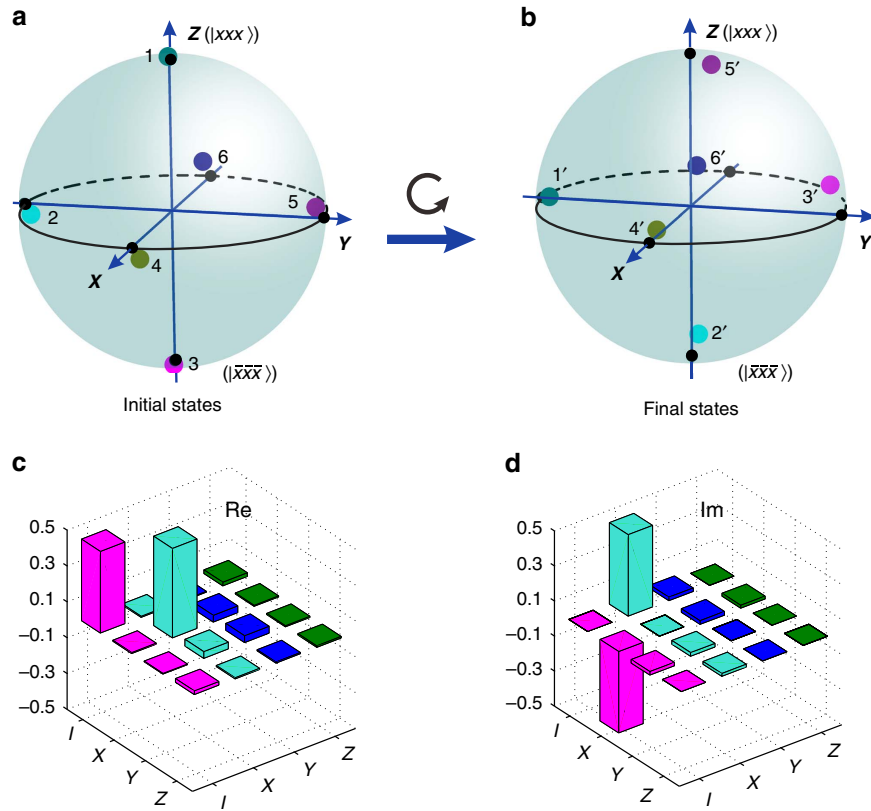 a
Z (|xxx⟩)
1
6
5
2
4
Y
X
3
(|x̄x̄x̄⟩)
Initial states
b
Z (|xxx⟩)
5′
6′
1′
3′
4′
Y
X
2′
(|x̄x̄x̄⟩)
Final states
c
Re
0.5
0.3
0.1
−0.1
−0.3
−0.5
I
X
Y
Z
I
X
Y
Z
d
Im
0.5
0.3
0.1
−0.1
−0.3
−0.5
I
X
Y
Z
I
X
Y
Z